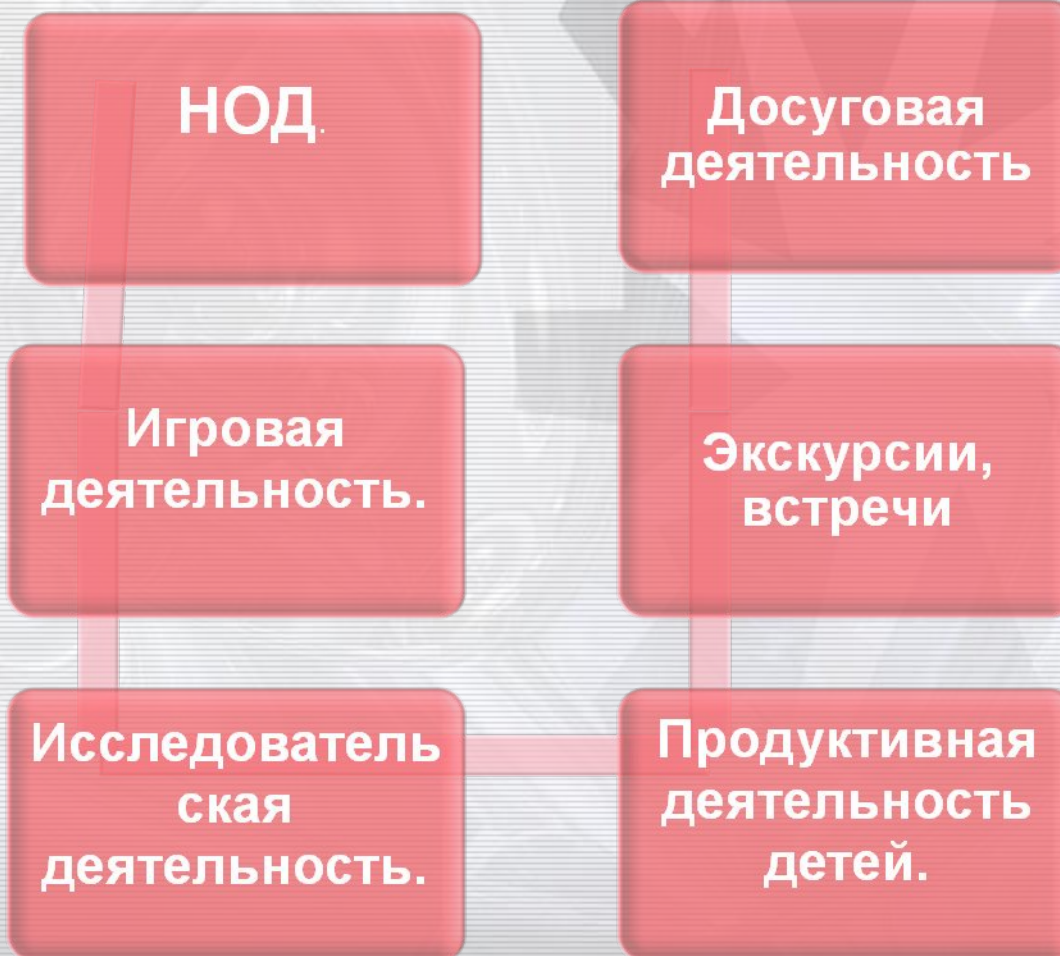 НОД.
Игровая
деятельность.
Исследователь
ская
деятельность.
Продуктивная
деятельность
детей.
Экскурсии,
встречи
Досуговая
деятельность